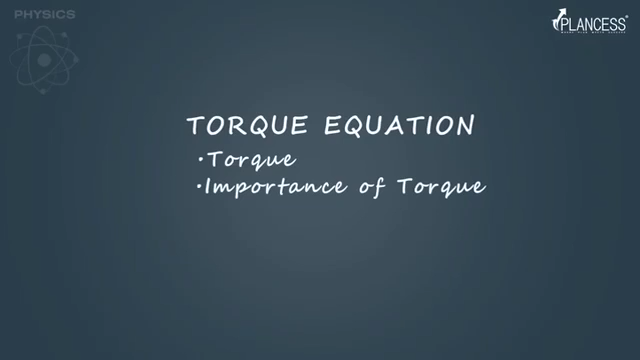 PHYSICS
PLANCESS
TORQUE EQUATION
·Torque
·Importance of Torque